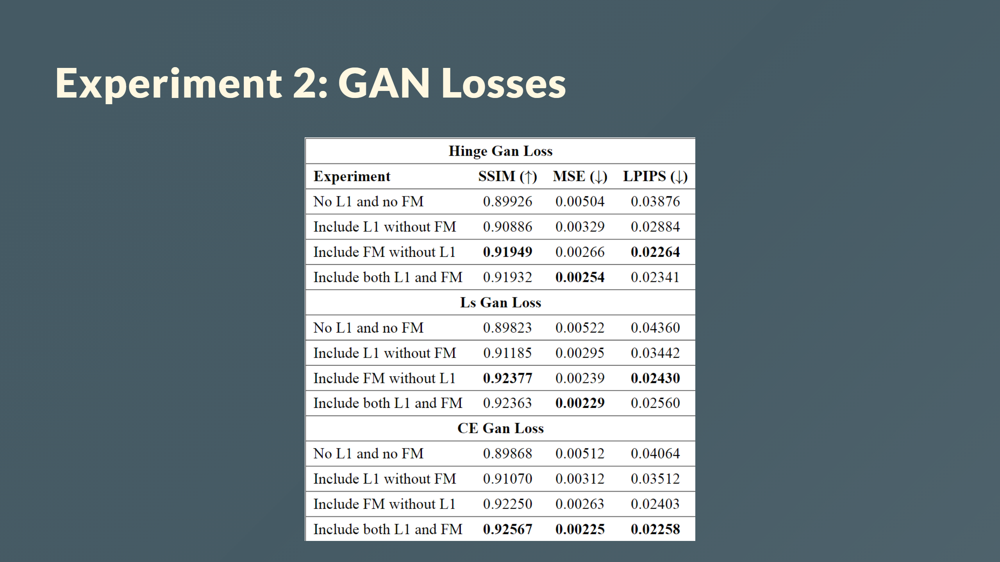 Experiment 2: GAN Losses
Hinge Gan Loss
Experiment SSIM (↑) MSE (↓) LPIPS (↓)
No L1 and no FM 0.89926 0.00504 0.03876
Include L1 without FM 0.90886 0.00329 0.02884
Include FM without L1 0.91949 0.00266 0.02264
Include both L1 and FM 0.91932 0.00254 0.02341
Ls Gan Loss
No L1 and no FM 0.89823 0.00522 0.04360
Include L1 without FM 0.91185 0.00295 0.03442
Include FM without L1 0.92377 0.00239 0.02430
Include both L1 and FM 0.92363 0.00229 0.02560
CE Gan Loss
No L1 and no FM 0.89868 0.00512 0.04064
Include L1 without FM 0.91070 0.00312 0.03512
Include FM without L1 0.92250 0.00263 0.02403
Include both L1 and FM 0.92567 0.00225 0.02258